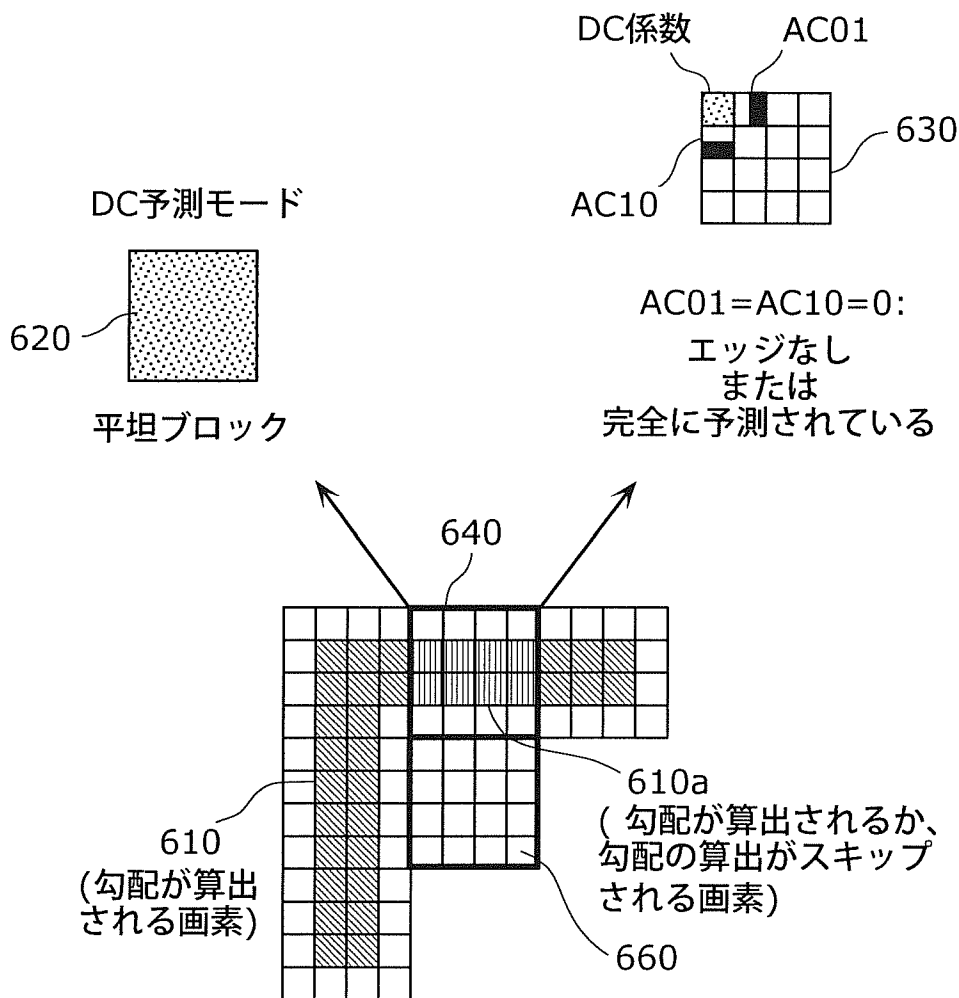 DC係数
AC01
630
AC10
DC予測モード
620
平坦ブロック
AC01=AC10=0:
エッジなし
または
完全に予測されている
640
610
(勾配が算出
される画素)
610a
( 勾配が算出されるか、
勾配の算出がスキップ
される画素)
660